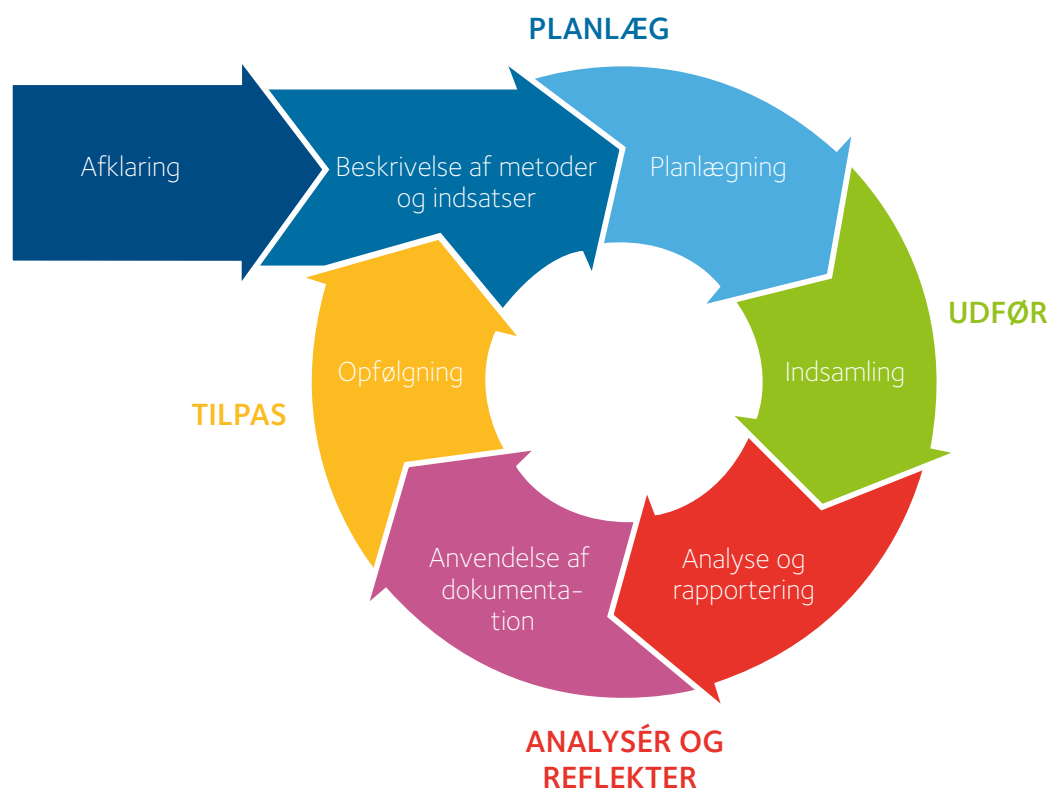 PLANLÆG
Afklaring
Beskrivelse af metoder
og indsatser
Planlægning
UDFØR
Indsamling
Opfølgning
TILPAS
Anvendelse af
dokumenta-
tion
Analyse og
rapportering
ANALYSÉR OG
REFLEKTER